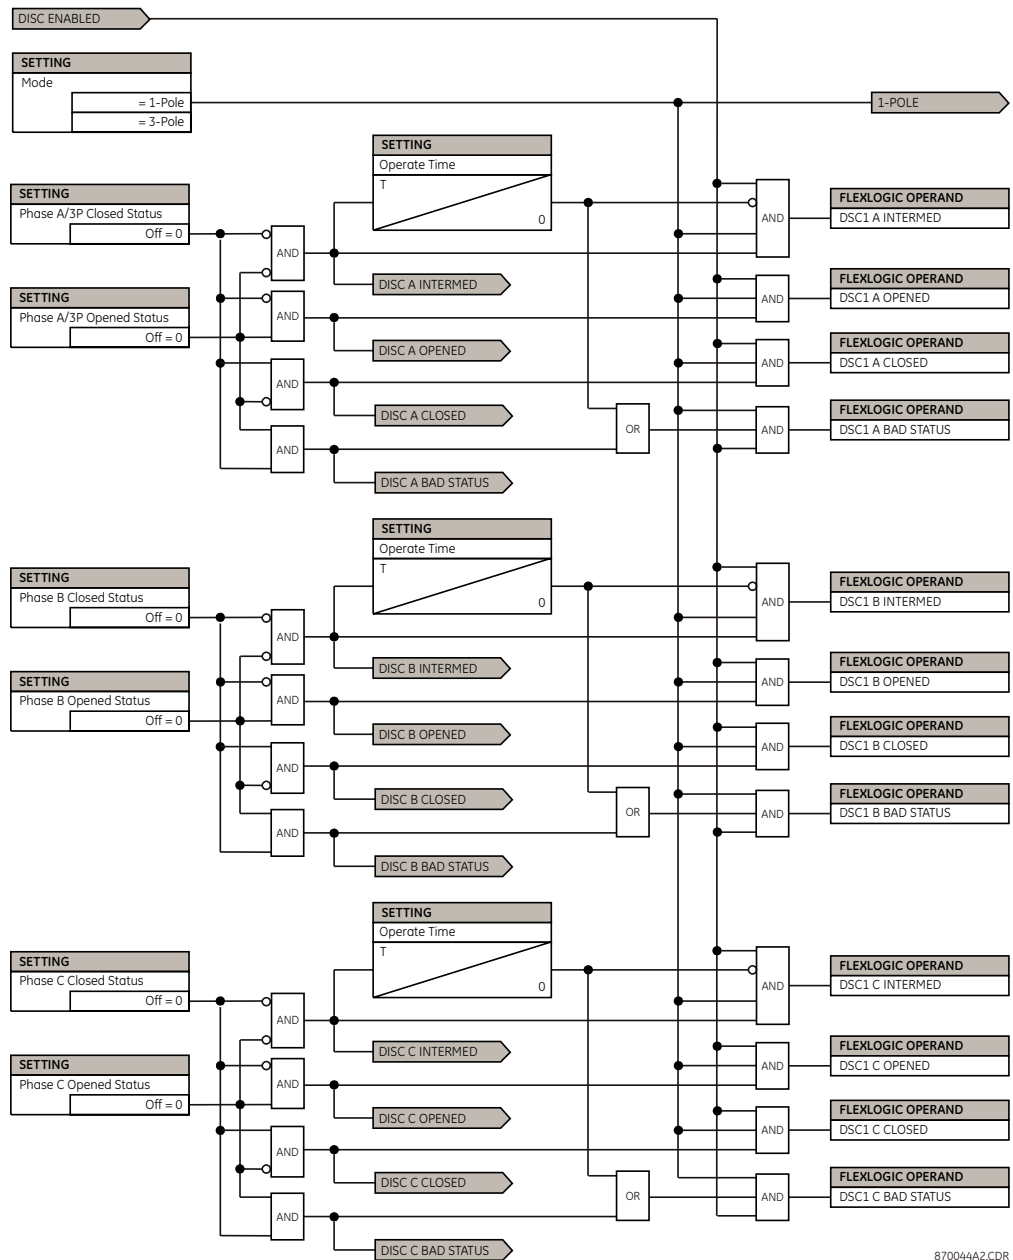 DISC ENABLED
SETTING
Mode
= 1-Pole
= 3-Pole
1-POLE
SETTING
Operate Time
T
0
SETTING
Phase A/3P Closed Status
Off = 0
AND
AND
FLEXLOGIC OPERAND
DSC1 A INTERMED
DISC A INTERMED
SETTING
Phase A/3P Opened Status
Off = 0
AND
AND
FLEXLOGIC OPERAND
DSC1 A OPENED
DISC A OPENED
AND
AND
FLEXLOGIC OPERAND
DSC1 A CLOSED
DISC A CLOSED
AND
OR
AND
FLEXLOGIC OPERAND
DSC1 A BAD STATUS
DISC A BAD STATUS
SETTING
Operate Time
T
0
SETTING
Phase B Closed Status
Off = 0
AND
AND
FLEXLOGIC OPERAND
DSC1 B INTERMED
DISC B INTERMED
SETTING
Phase B Opened Status
Off = 0
AND
AND
FLEXLOGIC OPERAND
DSC1 B OPENED
DISC B OPENED
AND
AND
FLEXLOGIC OPERAND
DSC1 B CLOSED
DISC B CLOSED
AND
OR
AND
FLEXLOGIC OPERAND
DSC1 B BAD STATUS
DISC B BAD STATUS
SETTING
Operate Time
T
0
SETTING
Phase C Closed Status
Off = 0
AND
AND
FLEXLOGIC OPERAND
DSC1 C INTERMED
DISC C INTERMED
SETTING
Phase C Opened Status
Off = 0
AND
AND
FLEXLOGIC OPERAND
DSC1 C OPENED
DISC C OPENED
AND
AND
FLEXLOGIC OPERAND
DSC1 C CLOSED
DISC C CLOSED
AND
OR
AND
FLEXLOGIC OPERAND
DSC1 C BAD STATUS
DISC C BAD STATUS
870044A2.CDR